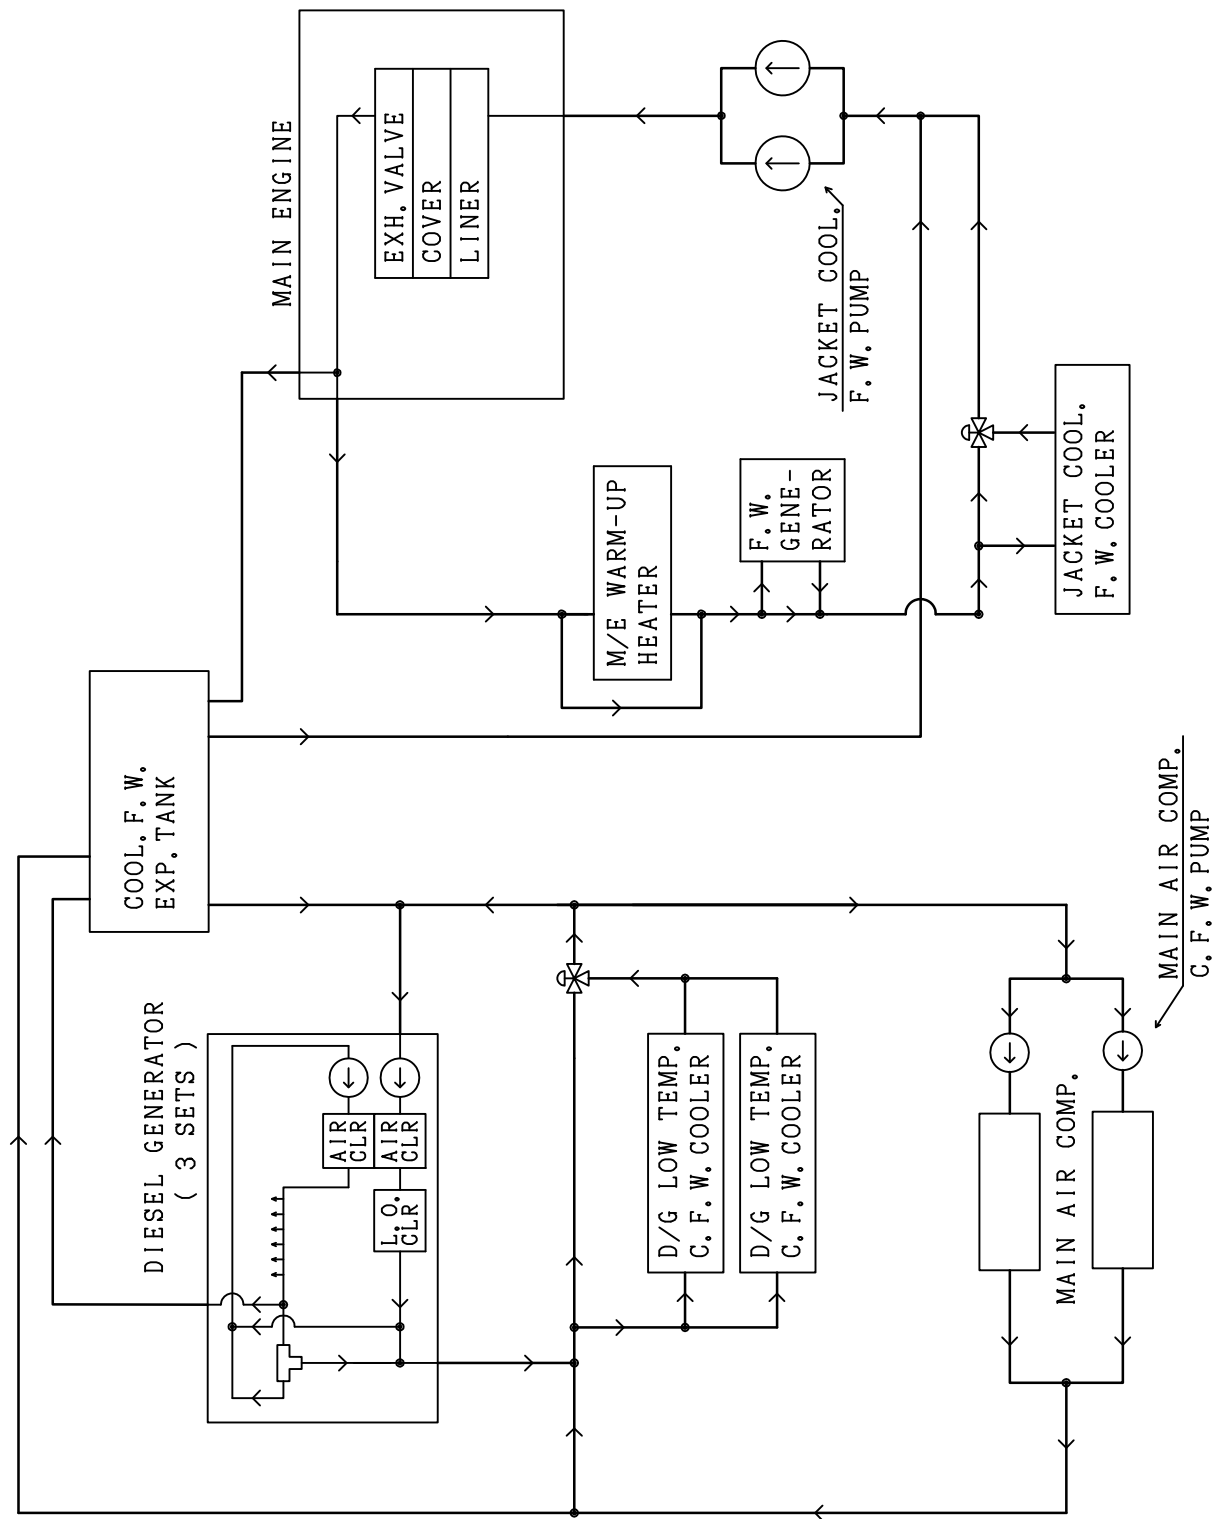 MAIN ENGINE
EXH. VALVE
COVER
LINER
JACKET COOL.
F. W. PUMP
M/E WARM-UP
HEATER
F. W.
GENE-
RATOR
JACKET COOL.
F. W. COOLER
COOL. F. W.
EXP. TANK
DIESEL GENERATOR
( 3 SETS )
AIR
CLR
AIR
CLR
L.O.
CLR
D/G LOW TEMP.
C. F. W. COOLER
D/G LOW TEMP.
C. F. W. COOLER
MAIN AIR COMP.
MAIN AIR COMP.
C. F. W. PUMP